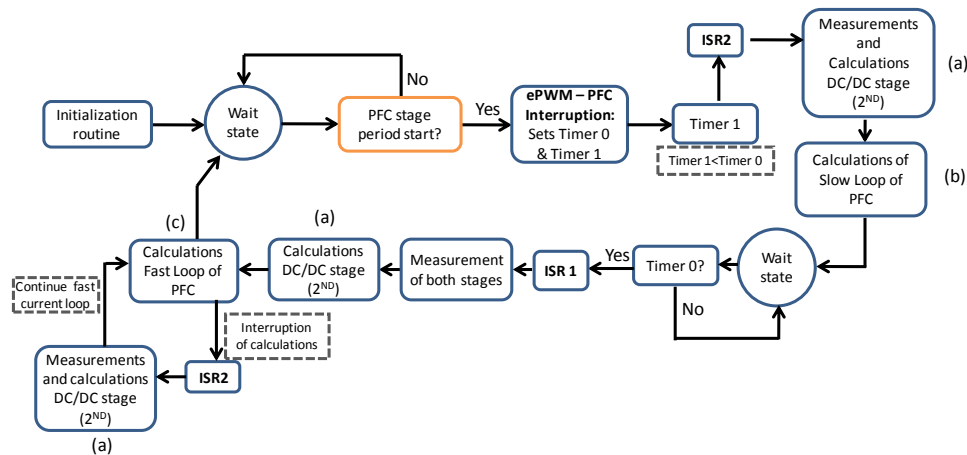 Initialization
routine
Wait
state
No
PFC stage
period start?
Yes
ePWM – PFC
Interruption:
Sets Timer 0
& Timer 1
Timer 1
Timer 1<Timer 0
ISR2
Measurements
and
Calculations
DC/DC stage
(2ND)
(a)
Calculations of
Slow Loop of
PFC
(b)
Wait
state
Timer 0?
No
Yes
ISR 1
Measurement
of both stages
(a)
Calculations
DC/DC stage
(2ND)
(c)
Calculations
Fast Loop of
PFC
Interruption
of calculations
ISR2
Measurements
and calculations
DC/DC stage
(2ND)
(a)
Continue fast
current loop